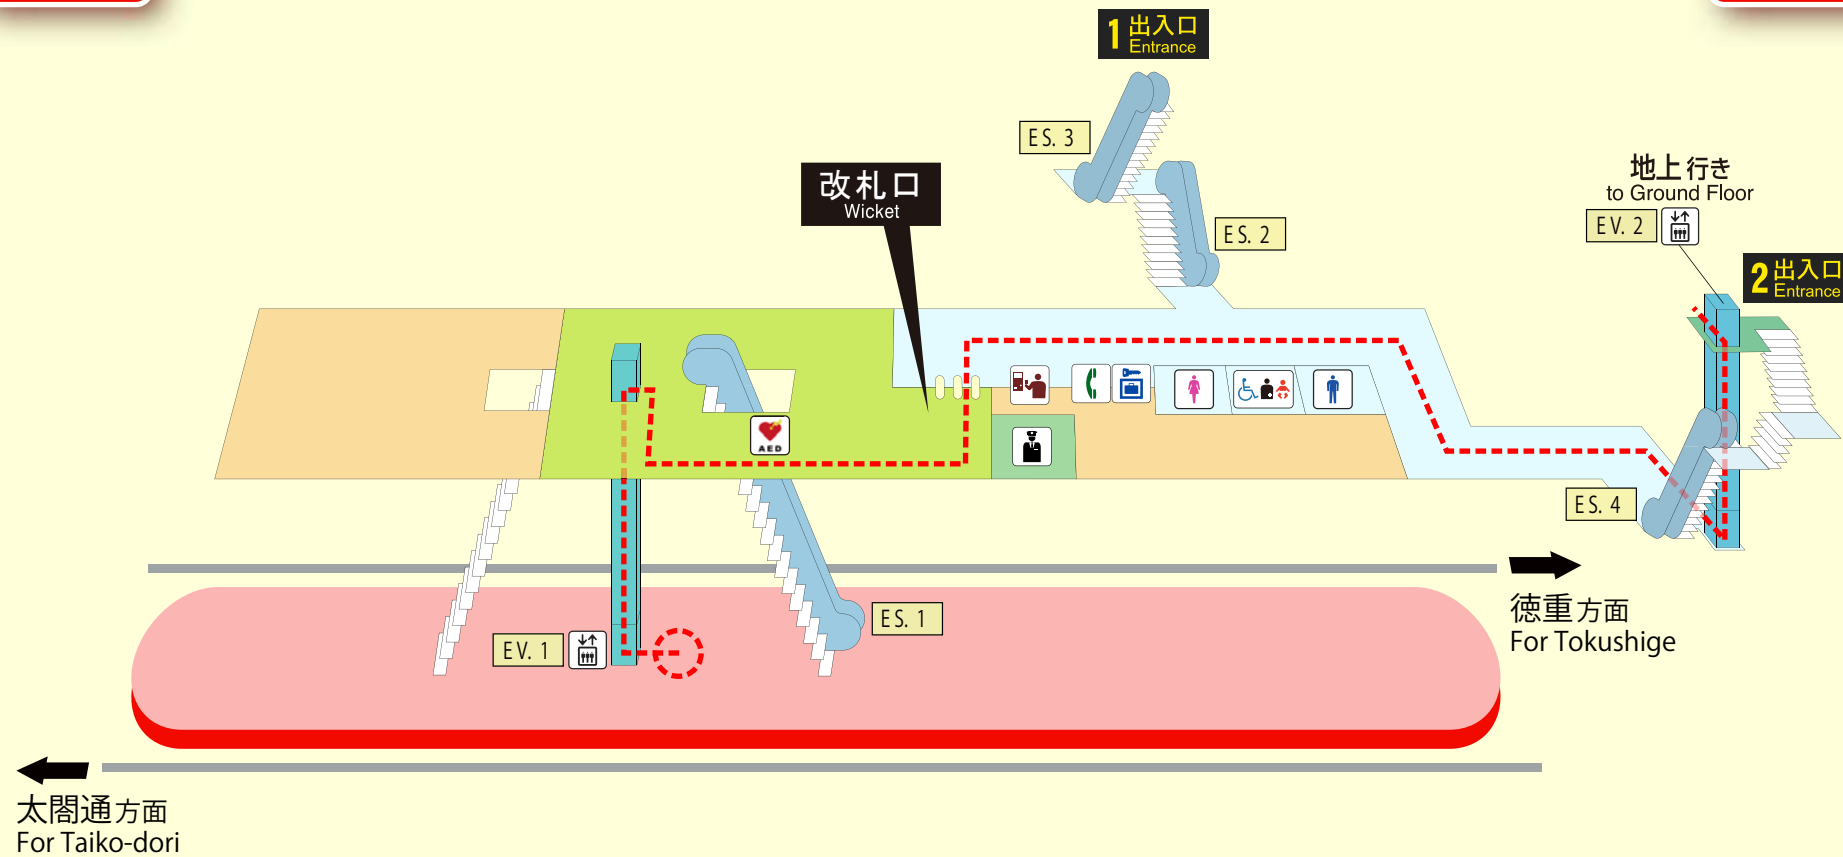 1 出入口
Entrance
ES. 3
改札口
Wicket
ES. 2
地上行き
to Ground Floor
EV. 2
2 出入口
Entrance
AED
ES. 4
徳重方面
For Tokushige
ES. 1
EV. 1
太閤通方面
For Taiko-dori